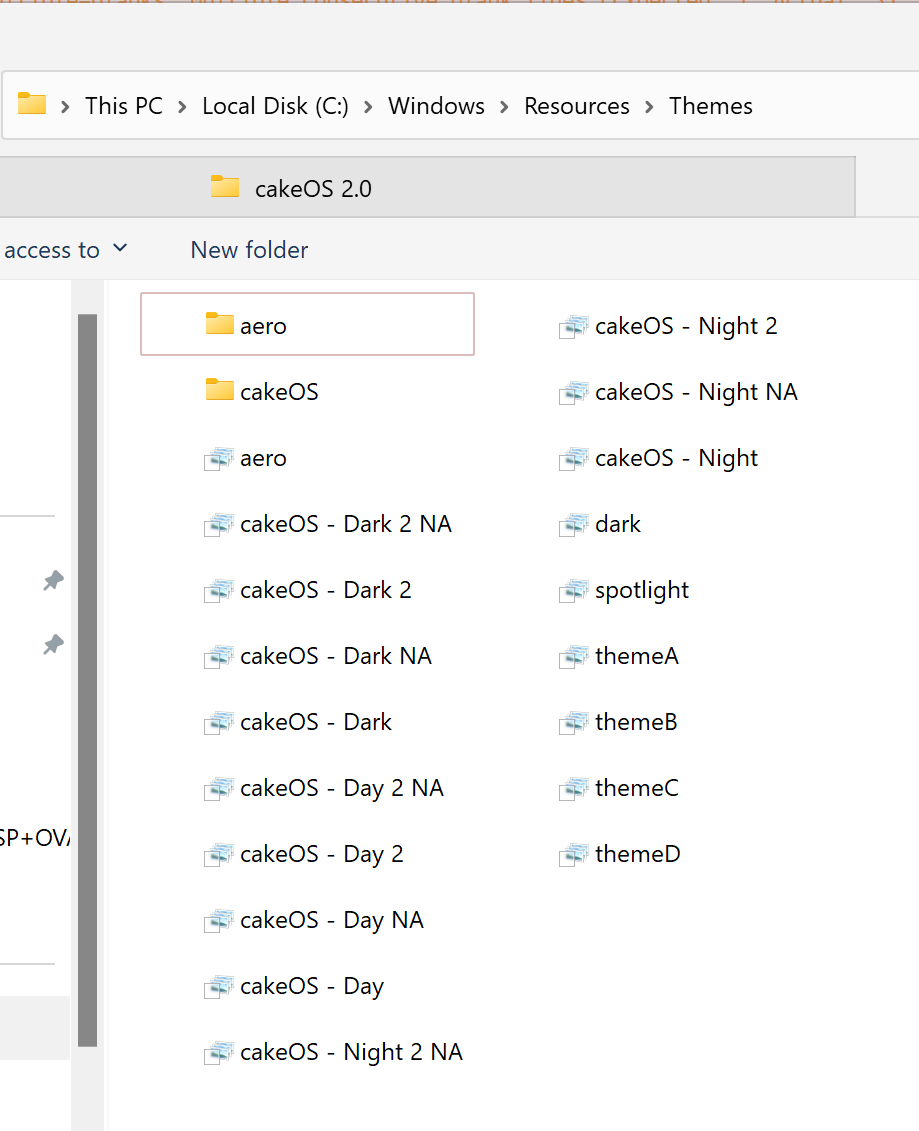 This PC > Local Disk (C:) > Windows > Resources > Themes
cakeOS 2.0
access to
New folder
aero
cakeOS
aero
cakeOS - Dark 2 NA
cakeOS - Dark 2
cakeOS - Dark NA
cakeOS - Dark
cakeOS - Day 2 NA
cakeOS - Day 2
cakeOS - Day NA
cakeOS - Day
cakeOS - Night 2 NA
cakeOS - Night 2
cakeOS - Night NA
cakeOS - Night
dark
spotlight
themeA
themeB
themeC
themeD